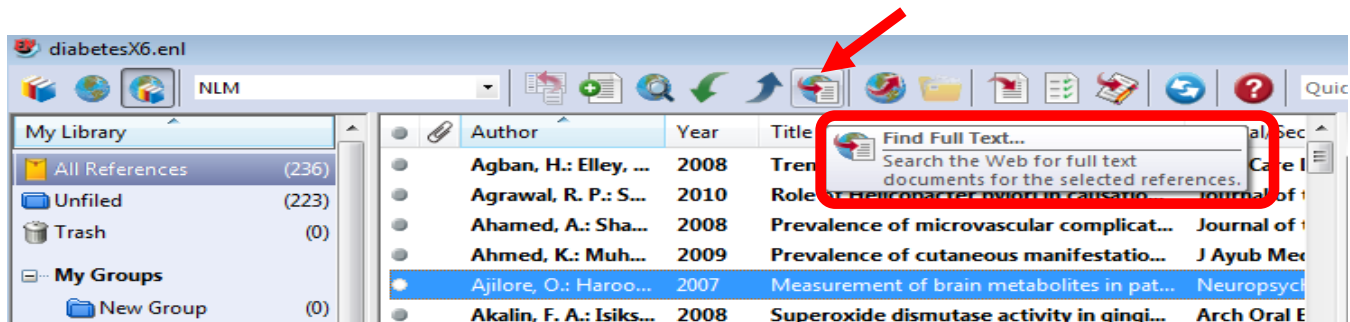 diabetesX6.enl
NLM
Quic
My Library
Author Year Title
Find Full Text...
Search the Web for full text
documents for the selected references.
All References (236)
Agban, H.: Elley, ... 2008 Tren
Unfiled (223)
Agrawal, R. P.: S... 2010 Role of Helicobacter pylori in causatio... Journal of
Trash (0)
Ahamed, A.: Sha... 2008 Prevalence of microvascular complicat... Journal of
Ahmed, K.: Muh... 2009 Prevalence of cutaneous manifestatio... J Ayub Med
My Groups
Ajilore, O.: Haroo... 2007 Measurement of brain metabolites in pat... Neuropsych
New Group (0)
Akalin, F. A.: Isiks... 2008 Superoxide dismutase activity in gingi... Arch Oral B